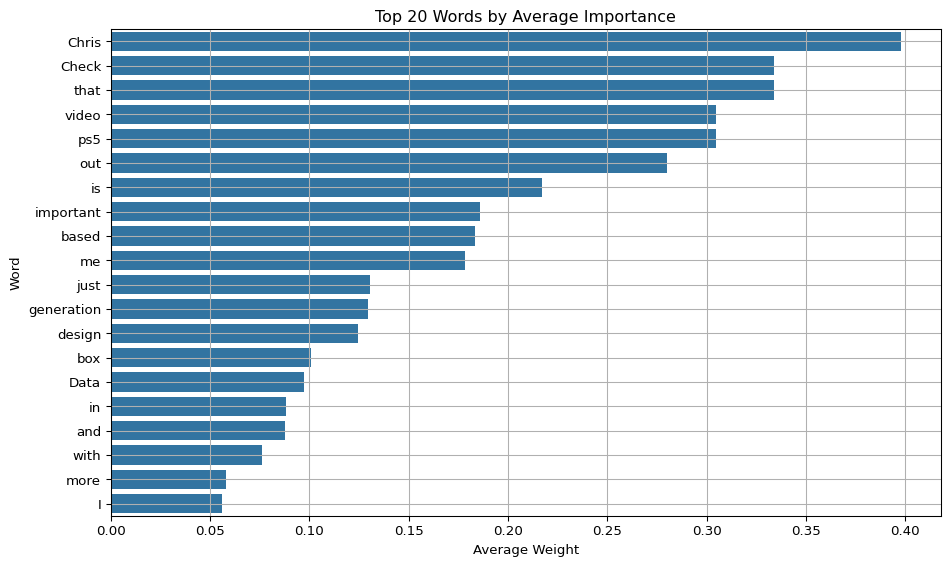 Top 20 Words by Average Importance
Word
Chris
Check
that
video
ps5
out
is
important
based
me
just
generation
design
box
Data
in
and
with
more
I
0.00 0.05 0.10 0.15 0.20 0.25 0.30 0.35 0.40
Average Weight